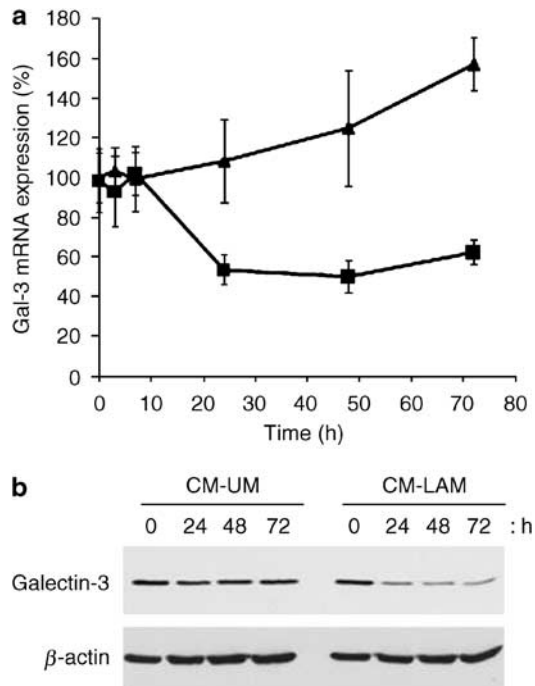 a
Gal-3 mRNA expression (%)
180
160
140
120
100
80
60
40
20
0
0 10 20 30 40 50 60 70 80
Time (h)
b
CM-UM CM-LAM
0 24 48 72 0 24 48 72 : h
Galectin-3
β-actin